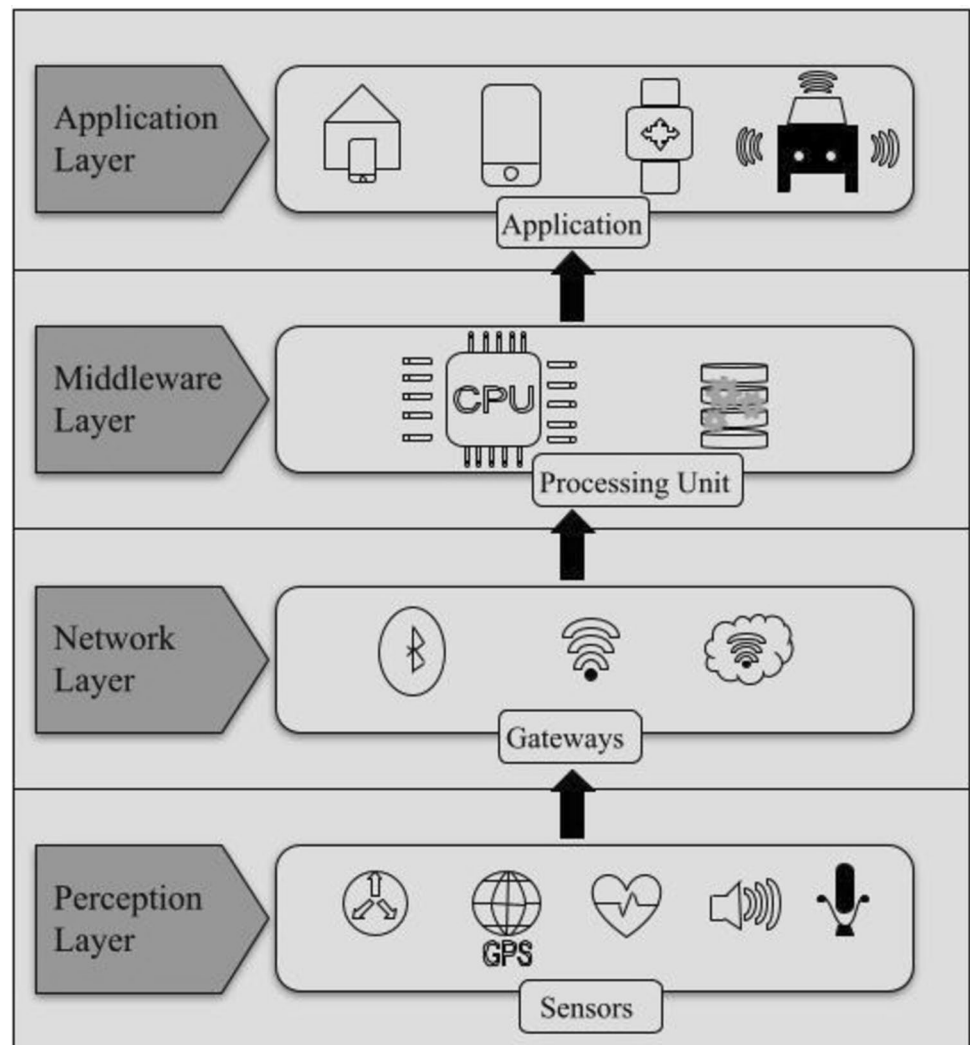 Application
Layer
Application
Middleware
Layer
CPU
Processing Unit
Network
Layer
Gateways
Perception
Layer
GPS
Sensors